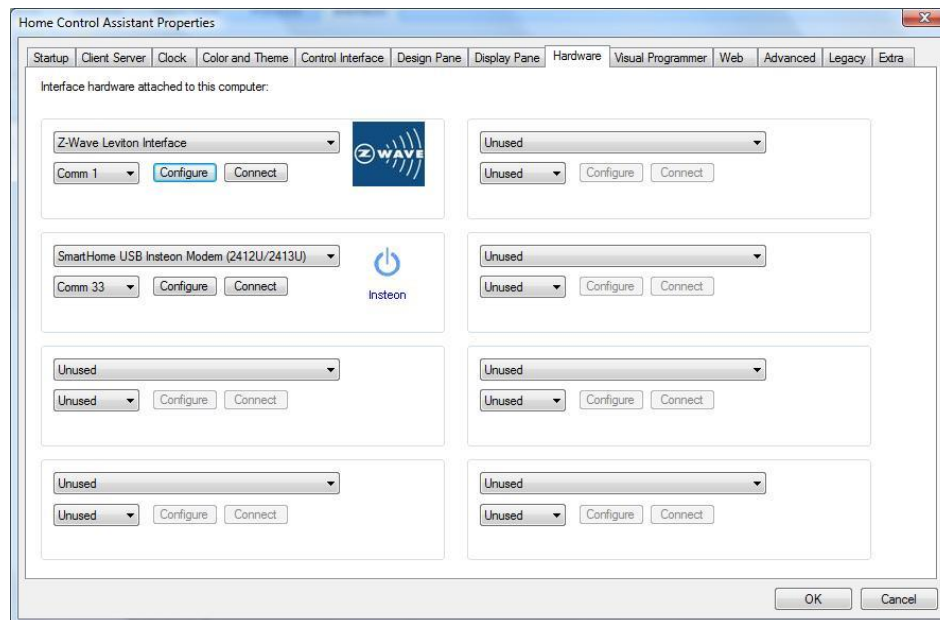 Home Control Assistant Properties
Startup Client Server Clock Color and Theme Control Interface Design Pane Display Pane Hardware Visual Programmer Web Advanced Legacy Extra
Interface hardware attached to this computer:
Z-Wave Leviton Interface
Comm 1 Configure Connect
Z WAVE
Unused
Unused Configure Connect
SmartHome USB Insteon Modem (2412U/2413U)
Comm 33 Configure Connect
Insteon
Unused
Unused Configure Connect
Unused
Unused Configure Connect
Unused
Unused Configure Connect
Unused
Unused Configure Connect
Unused
Unused Configure Connect
OK Cancel